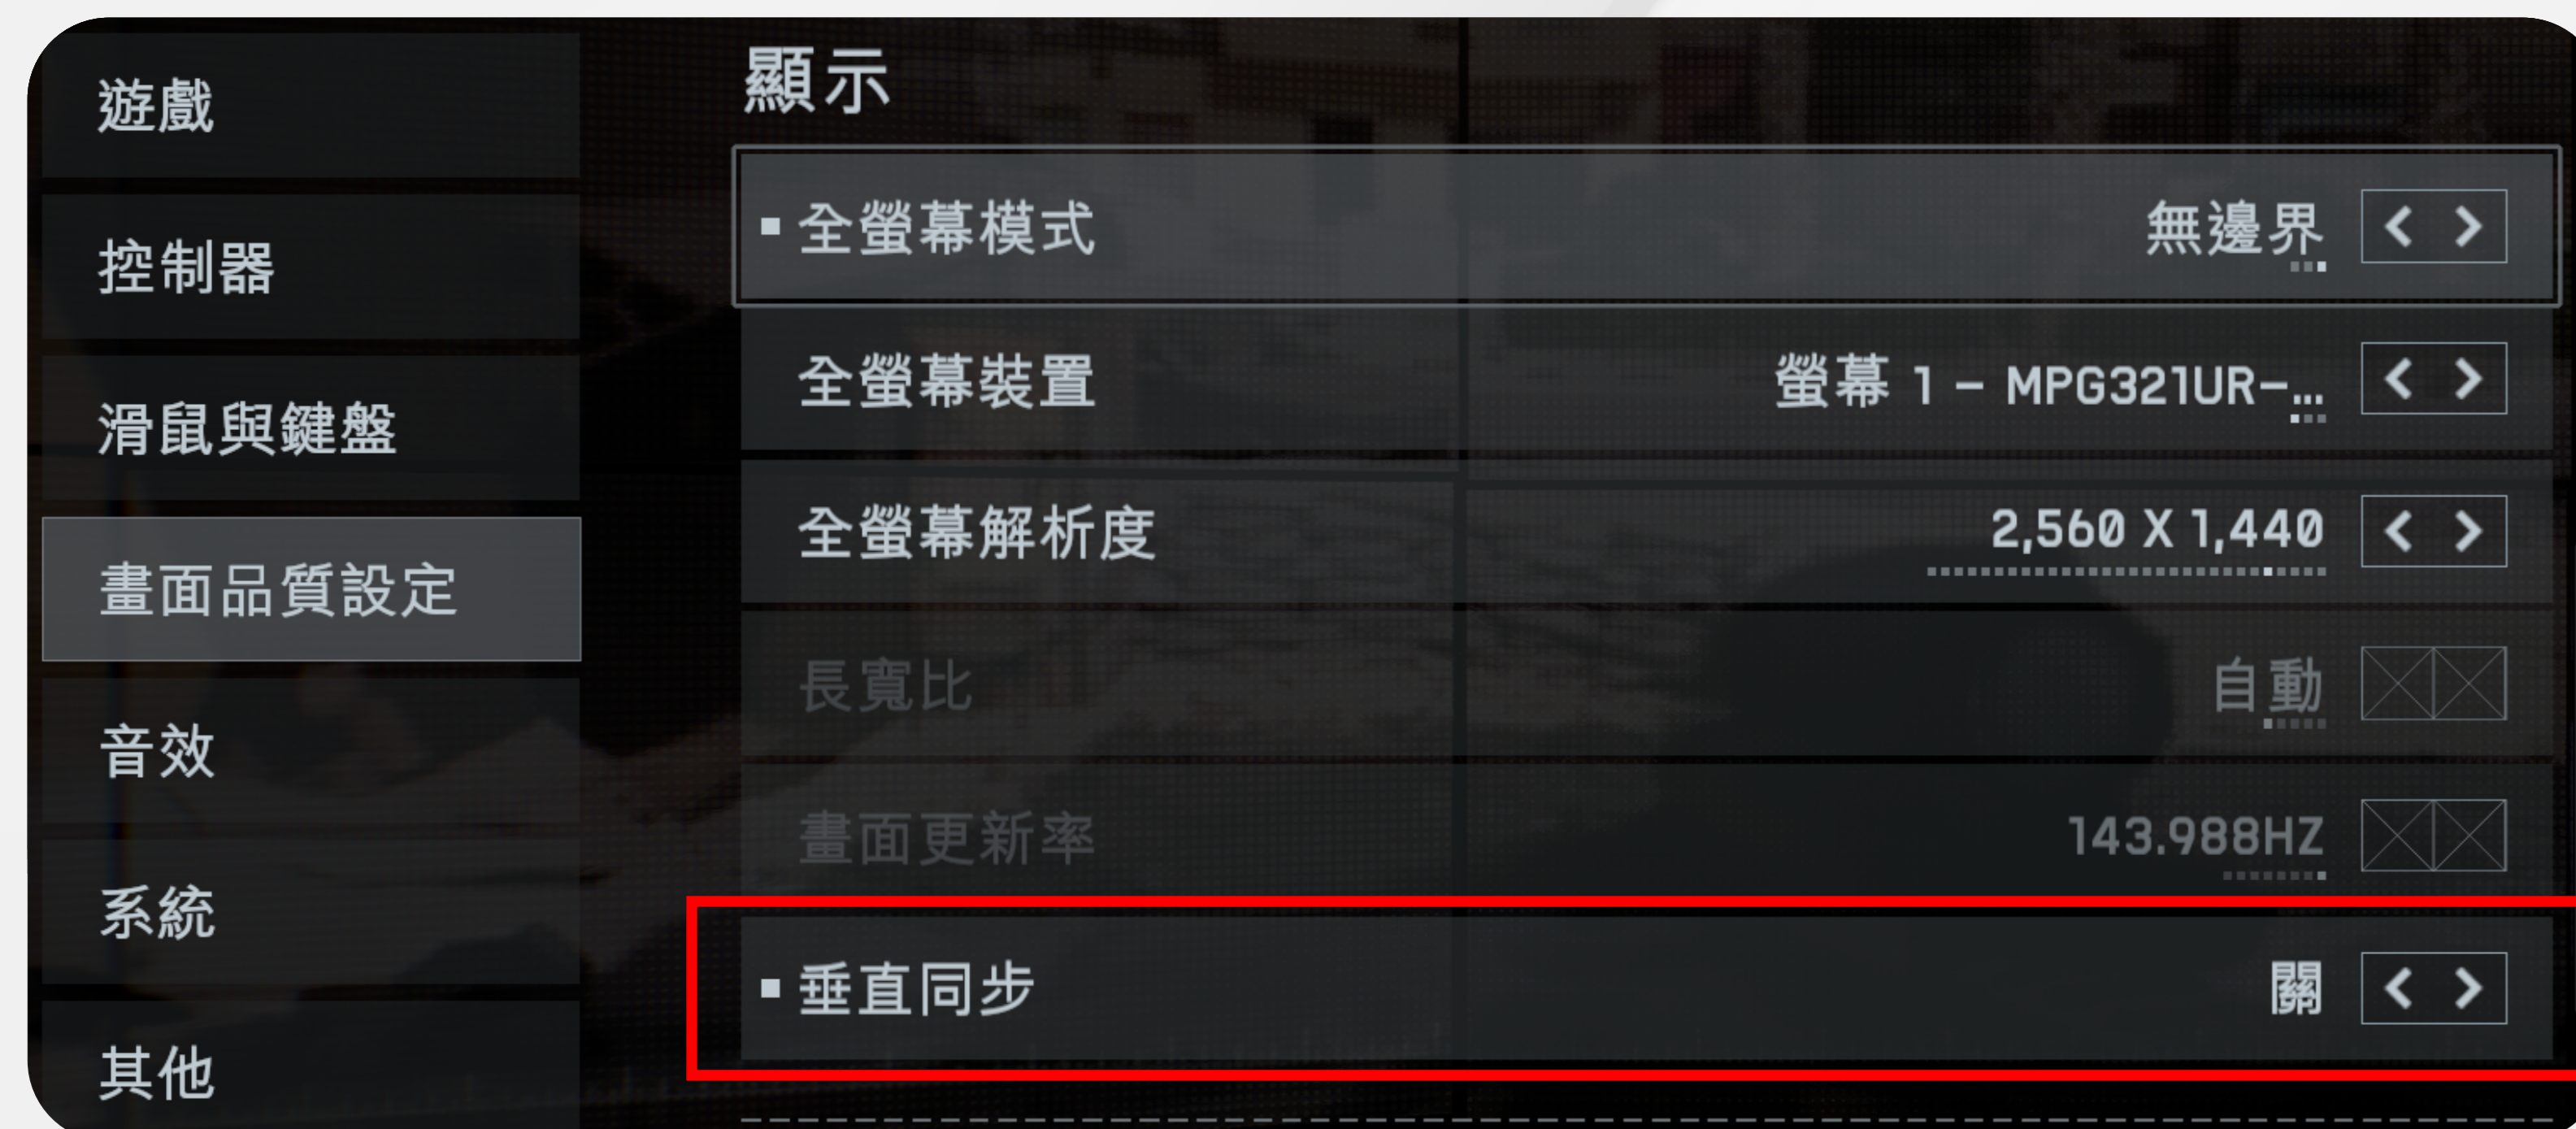 遊戲
控制器
滑鼠與鍵盤
畫面品質設定
音效
系統
其他
顯示
全螢幕模式 無邊界
全螢幕裝置 螢幕 1 – MPG321UR–...
全螢幕解析度 2,560 X 1,440
長寬比 自動
畫面更新率 143.988HZ
垂直同步 關